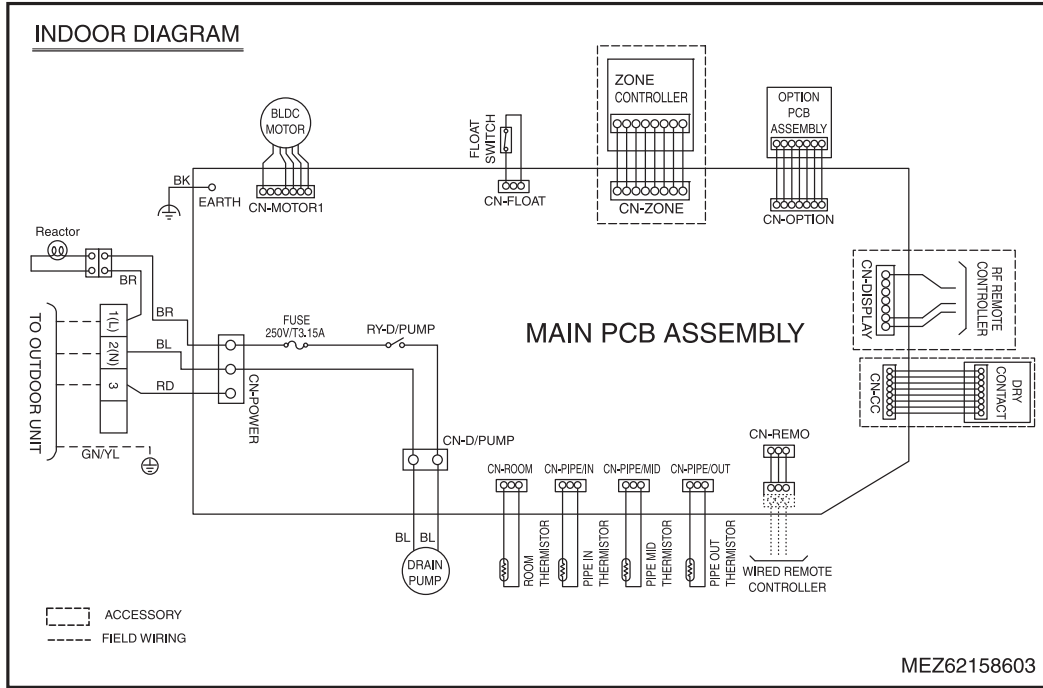 INDOOR DIAGRAM
BLDC
MOTOR
CN-MOTOR1
FLOAT
SWITCH
CN-FLOAT
ZONE
CONTROLLER
CN-ZONE
OPTION
PCB
ASSEMBLY
CN-OPTION
BK
EARTH
Reactor
BR
BR
BL
RD
1(L)
2(N)
3
TO OUTDOOR UNIT
GN/YL
CN-POWER
FUSE
250V/T3.15A
RY-D/PUMP
MAIN PCB ASSEMBLY
CN-DISPLAY
RF REMOTE
CONTROLLER
CN-CC
DRY
CONTACT
CN-D/PUMP
BL
BL
DRAIN
PUMP
CN-ROOM
CN-PIPE/IN
CN-PIPE/MID
CN-PIPE/OUT
ROOM
THERMISTOR
PIPE IN
THERMISTOR
PIPE MID
THERMISTOR
PIPE OUT
THERMISTOR
CN-REMO
WIRED REMOTE
CONTROLLER
ACCESSORY
FIELD WIRING
MEZ62158603